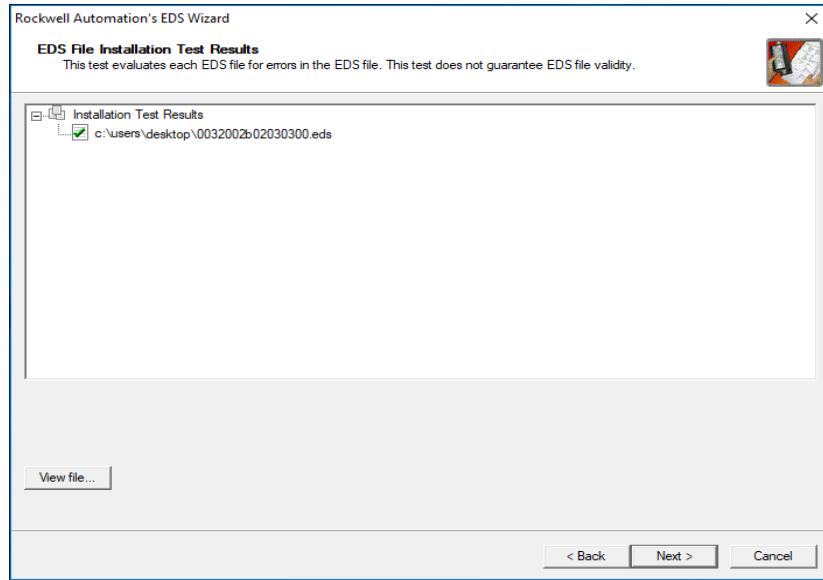 Rockwell Automation's EDS Wizard
EDS File Installation Test Results
This test evaluates each EDS file for errors in the EDS file. This test does not guarantee EDS file validity.
Installation Test Results
c:\users\desktop\0032002b02030300.eds
View file...
< Back Next > Cancel